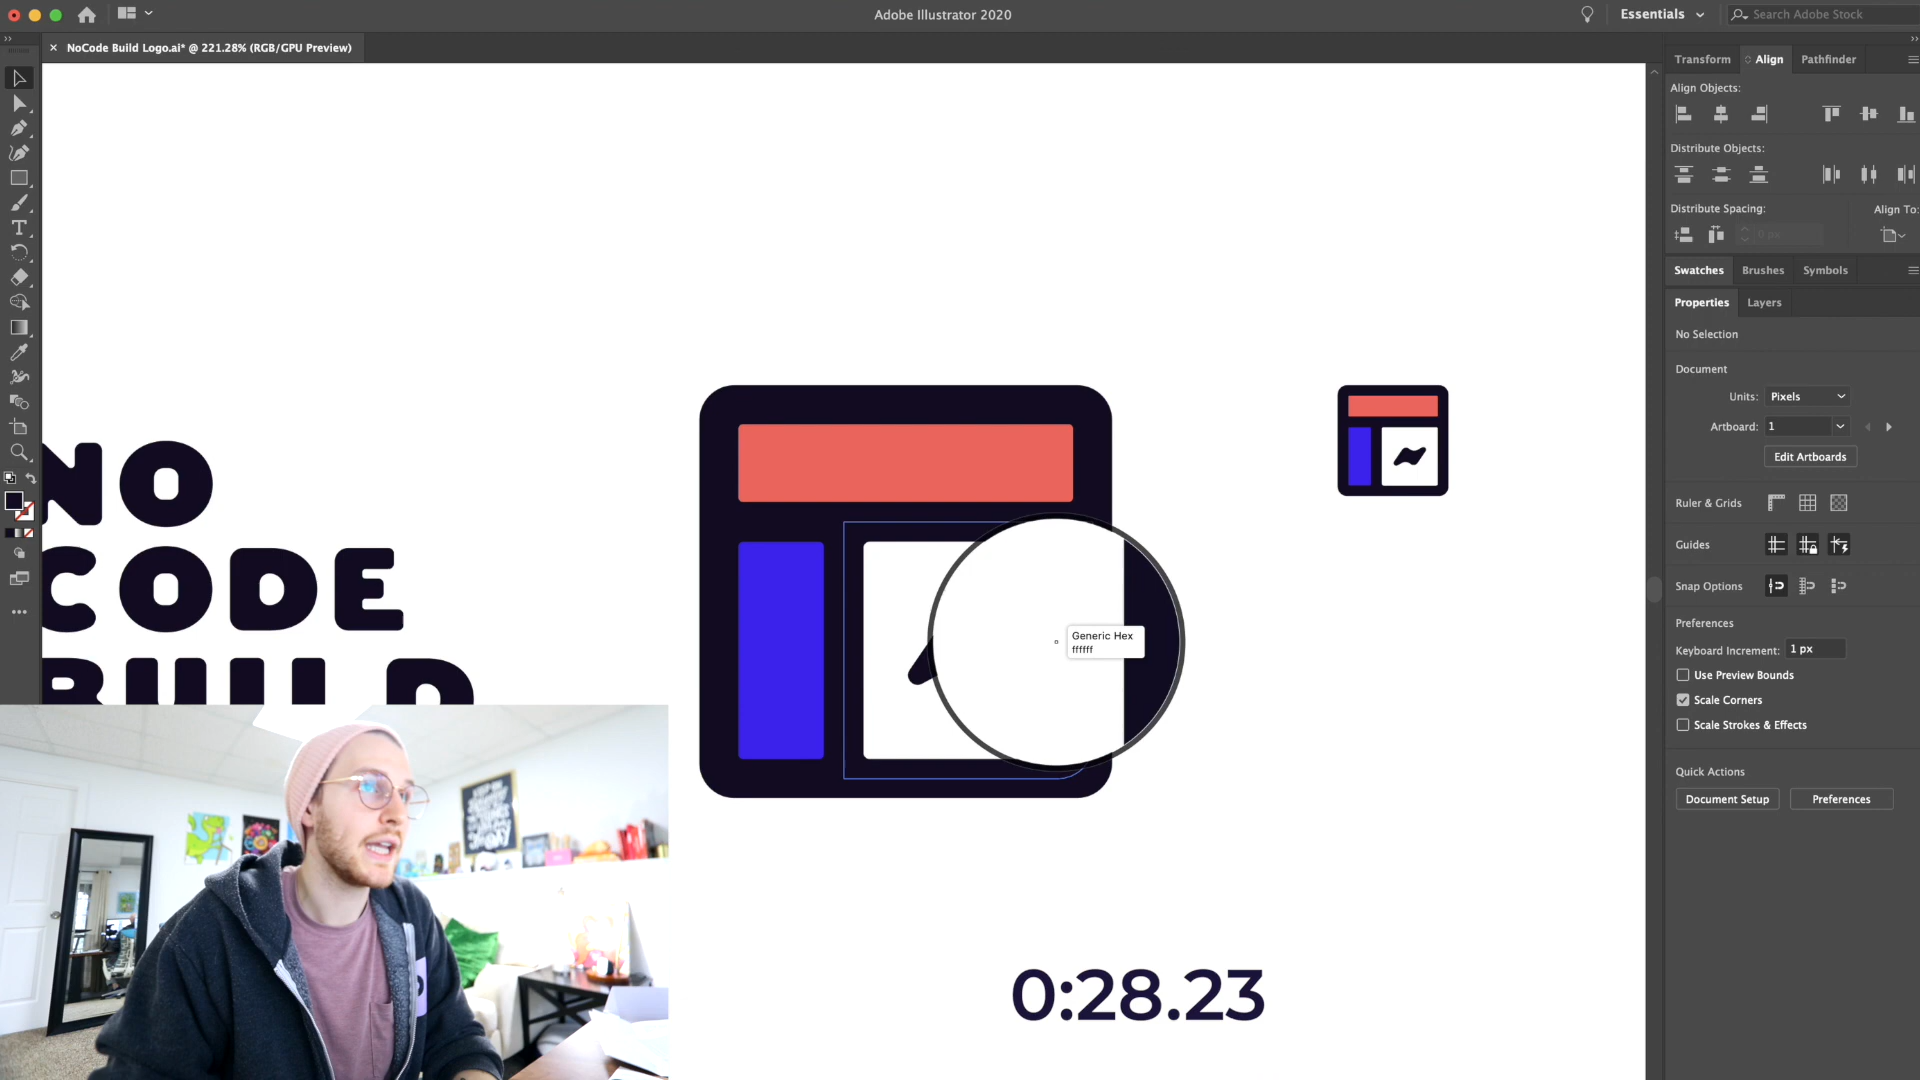 Adobe Illustrator 2020
Essentials
Search Adobe Stock
NoCode Build Logo.ai* @ 221.28% (RGB/GPU Preview)
Transform
Align
Pathfinder
Align Objects:
Distribute Objects:
Distribute Spacing:
Align To:
0 px
Swatches
Brushes
Symbols
Properties
Layers
No Selection
Document
Units:
Pixels
Artboard:
1
Edit Artboards
Ruler & Grids
Guides
Snap Options
Preferences
Keyboard Increment:
1 px
Use Preview Bounds
Scale Corners
Scale Strokes & Effects
Quick Actions
Document Setup
Preferences
NO
CODE
BUILD
Generic Hex
ffffff
0:28.23